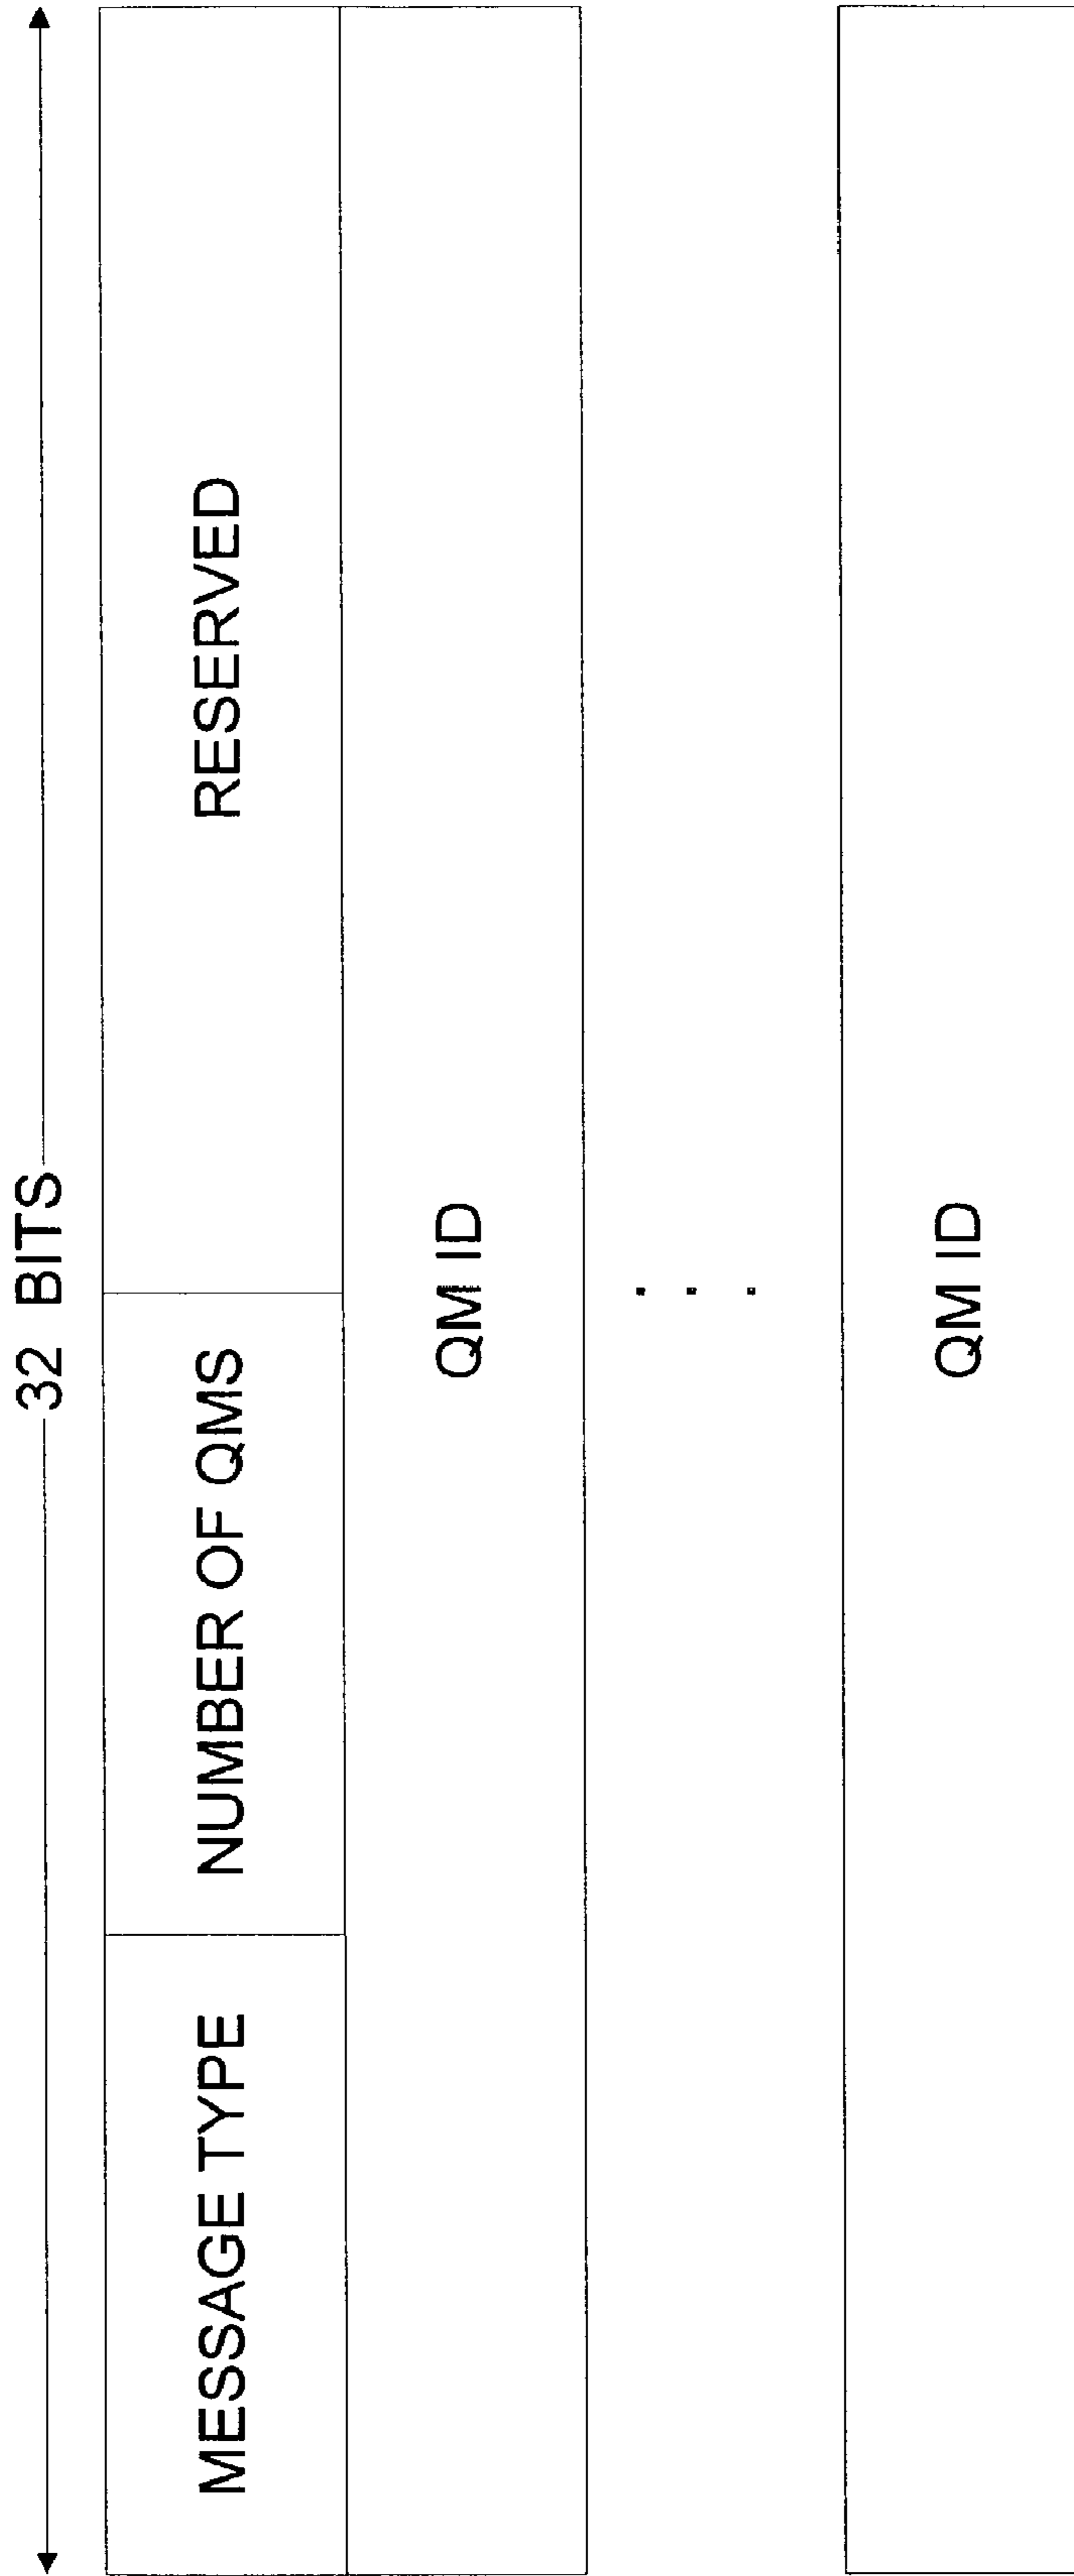 32 BITS
MESSAGE TYPE NUMBER OF QMS RESERVED
QM ID
. . .
QM ID